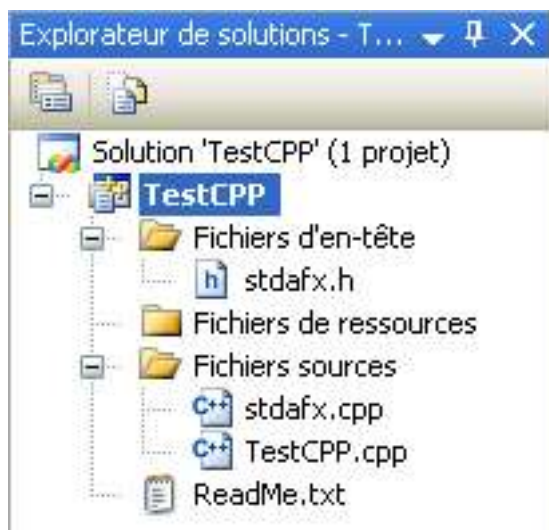 Explorateur de solutions - T...
Solution 'TestCPP' (1 projet)
TestCPP
Fichiers d'en-tête
h stdafx.h
Fichiers de ressources
Fichiers sources
C++ stdafx.cpp
C++ TestCPP.cpp
ReadMe.txt